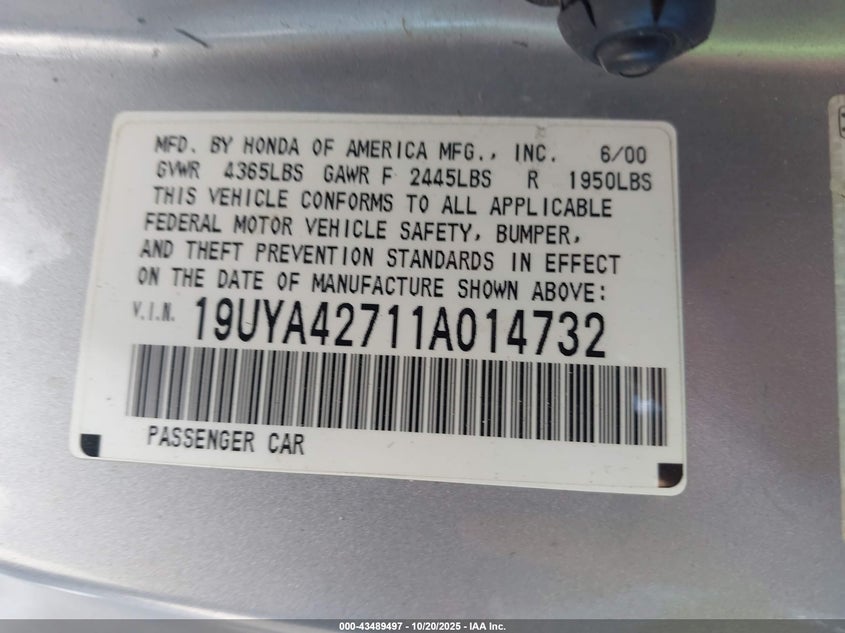 MFD. BY HONDA OF AMERICA MFG., INC. 6/00
GVWR 4365LBS GAWR F 2445LBS R 1950LBS
THIS VEHICLE CONFORMS TO ALL APPLICABLE
FEDERAL MOTOR VEHICLE SAFETY, BUMPER,
AND THEFT PREVENTION STANDARDS IN EFFECT
ON THE DATE OF MANUFACTURE SHOWN ABOVE:
V.I.N. 19UYA42711A014732
PASSENGER CAR
000-43489497 | 10/20/2025 | IAA Inc.